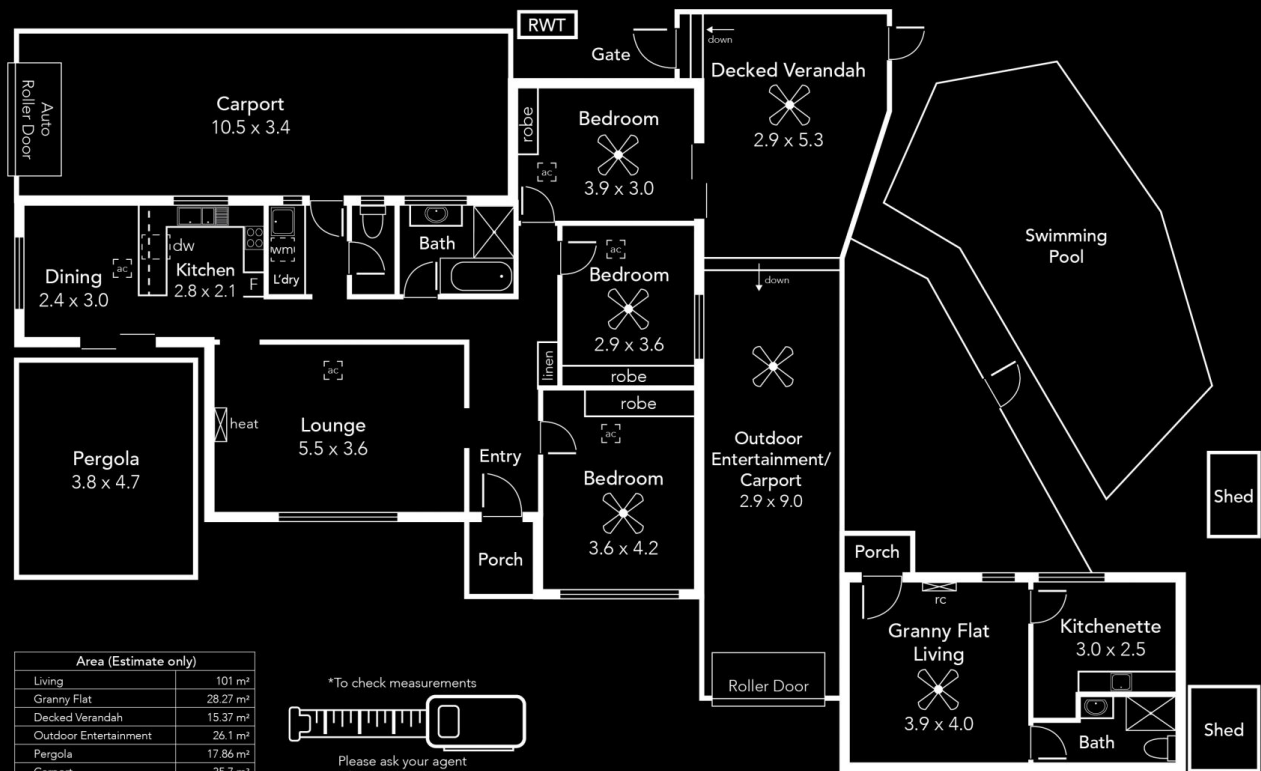 RWT
down
Gate
Decked Verandah
2.9 x 5.3
Auto
Roller Door
Carport
10.5 x 3.4
robe
Bedroom
ac
3.9 x 3.0
Swimming
Pool
Dining
2.4 x 3.0
ac
dw
Kitchen
2.8 x 2.1
F
wm
L'dry
Bath
ac
Bedroom
2.9 x 3.6
robe
down
linen
ac
heat
Lounge
5.5 x 3.6
Entry
robe
ac
Bedroom
3.6 x 4.2
Outdoor
Entertainment/
Carport
2.9 x 9.0
Pergola
3.8 x 4.7
Porch
Shed
Porch
rc
Granny Flat
Living
3.9 x 4.0
Kitchenette
3.0 x 2.5
Roller Door
Bath
Shed
Area (Estimate only)
Living 101 m²
Granny Flat 28.27 m²
Decked Verandah 15.37 m²
Outdoor Entertainment 26.1 m²
Pergola 17.86 m²
*To check measurements
Please ask your agent